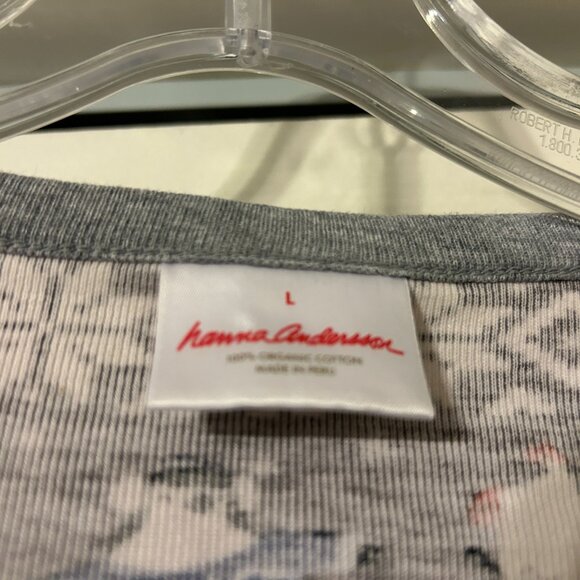 ROBERT H
1.800.
L
hanna andersson
100% ORGANIC COTTON
MADE IN PERU